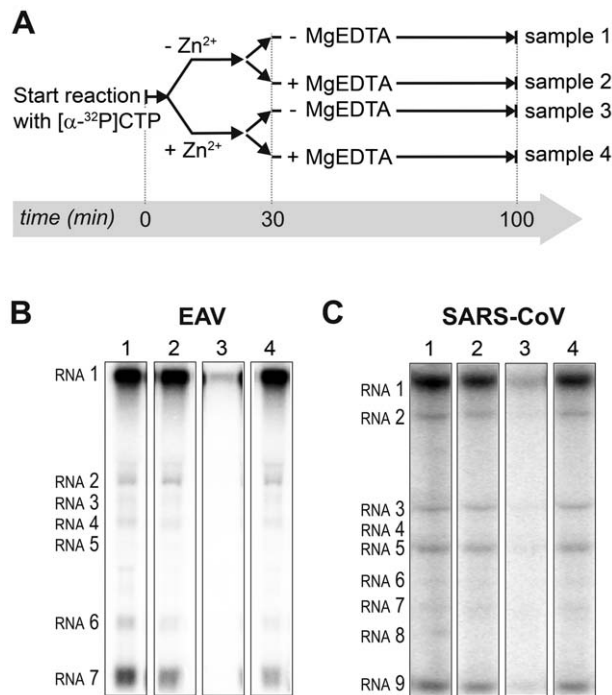 A
- Zn²⁺
- MgEDTA
sample 1
+ MgEDTA
sample 2
Start reaction
with [α-³²P]CTP
- MgEDTA
sample 3
+ Zn²⁺
+ MgEDTA
sample 4
time (min)
0
30
100
B
EAV
1 2 3 4
RNA 1
RNA 2
RNA 3
RNA 4
RNA 5
RNA 6
RNA 7
C
SARS-CoV
1 2 3 4
RNA 1
RNA 2
RNA 3
RNA 4
RNA 5
RNA 6
RNA 7
RNA 8
RNA 9